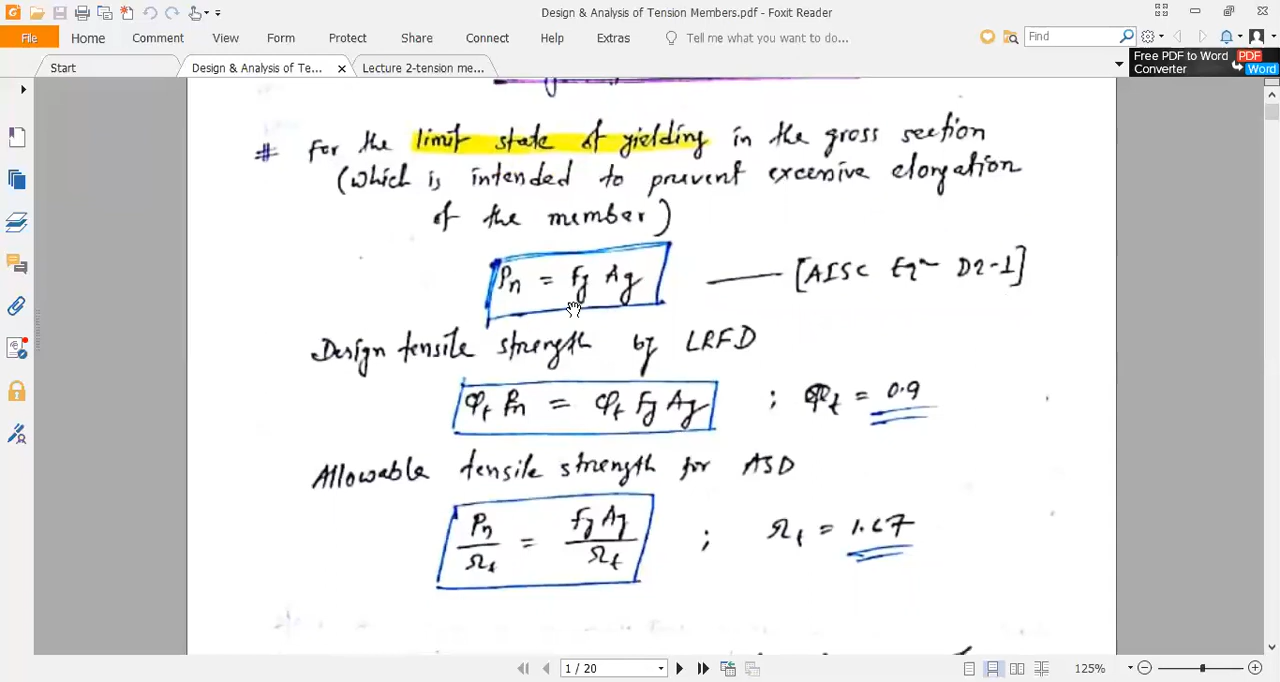 Design & Analysis of Tension Members.pdf - Foxit Reader
File Home Comment View Form Protect Share Connect Help Extras Tell me what you want to do... Find
Start Design & Analysis of Te... Lecture 2-tension me...
Free PDF to Word
Converter
PDF
Word
# For the limit state of yielding in the gross section
(which is intended to prevent excessive elongation
of the member)
Pn = Fy Ag — [AISC Eqn D2-1]
Design tensile strength by LRFD
φt Pn = φt Fy Ag ; φt = 0.9
Allowable tensile strength for ASD
Pn/Ωt = Fy Ag/Ωt ; Ωt = 1.67
1 / 20
125%